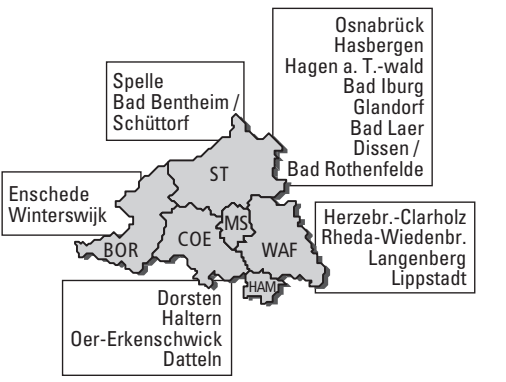 Osnabrück
Hasbergen
Hagen a. T.-wald
Bad Iburg
Glandorf
Bad Laer
Dissen /
Bad Rothenfelde
Spelle
Bad Bentheim /
Schüttorf
Enschede
Winterswijk
ST
MS
BOR
COE
WAF
HAM
Herzebr.-Clarholz
Rheda-Wiedenbr.
Langenberg
Lippstadt
Dorsten
Haltern
Oer-Erkenschwick
Datteln